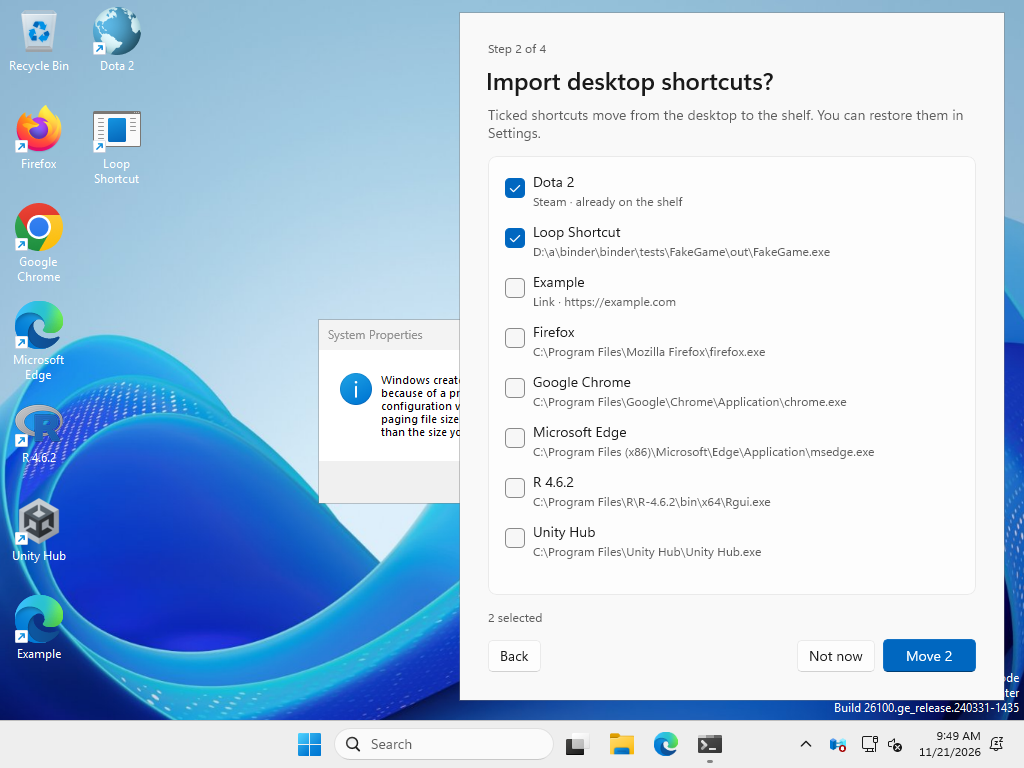 Recycle Bin
Dota 2
Firefox
Loop
Shortcut
Google
Chrome
Microsoft
Edge
R 4.6.2
Unity Hub
Example
System Properties
Windows
because of a
configuration
paging file size
than the size
Step 2 of 4
Import desktop shortcuts?
Ticked shortcuts move from the desktop to the shelf. You can restore them in
Settings.
Dota 2
Steam · already on the shelf
Loop Shortcut
D:\a\binder\binder\tests\FakeGame\out\FakeGame.exe
Example
Link · https://example.com
Firefox
C:\Program Files\Mozilla Firefox\firefox.exe
Google Chrome
C:\Program Files\Google\Chrome\Application\chrome.exe
Microsoft Edge
C:\Program Files (x86)\Microsoft\Edge\Application\msedge.exe
R 4.6.2
C:\Program Files\R\R-4.6.2\bin\x64\Rgui.exe
Unity Hub
C:\Program Files\Unity Hub\Unity Hub.exe
2 selected
Back
Not now
Move 2
Build 26100.ge_release.240331-1435
Search
9:49 AM
11/21/2026